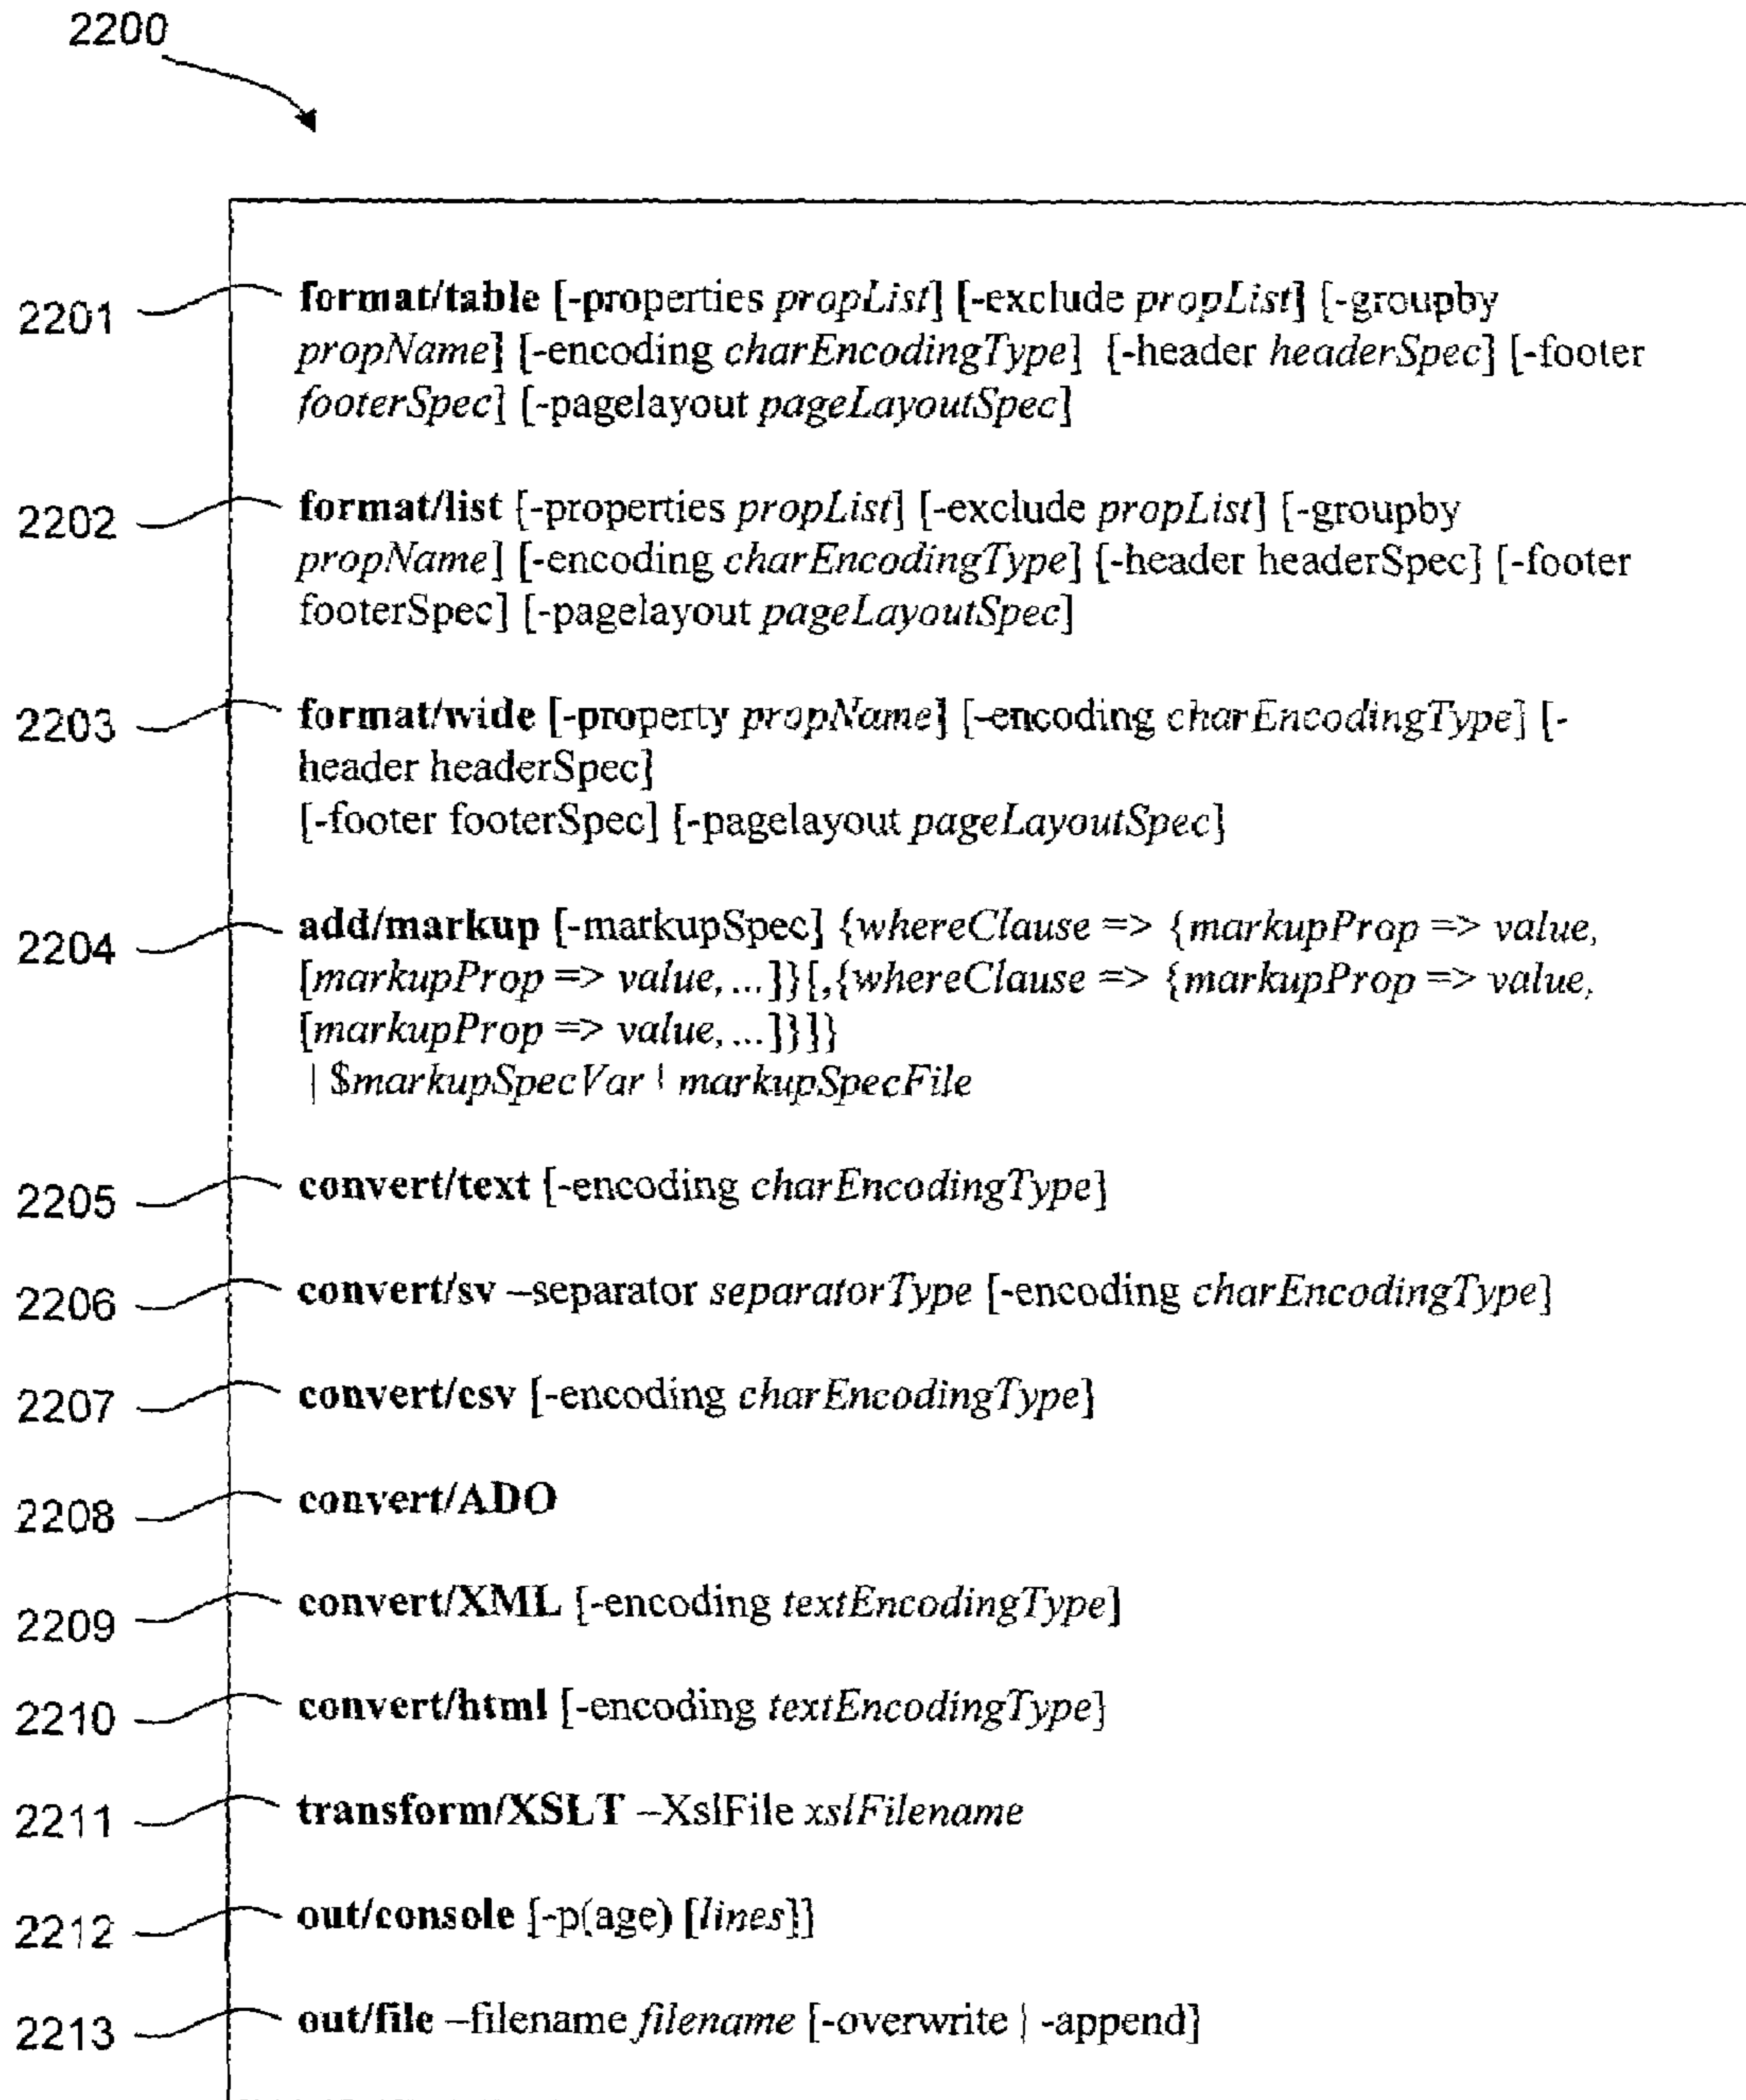 2200
2201 format/table [-properties propList] [-exclude propList] [-groupby
propName] [-encoding charEncodingType] [-header headerSpec] [-footer
footerSpec] [-pagelayout pageLayoutSpec]
2202 format/list [-properties propList] [-exclude propList] [-groupby
propName] [-encoding charEncodingType] [-header headerSpec] [-footer
footerSpec] [-pagelayout pageLayoutSpec]
2203 format/wide [-property propName] [-encoding charEncodingType] [-
header headerSpec]
[-footer footerSpec] [-pagelayout pageLayoutSpec]
2204 add/markup [-markupSpec] {whereClause => {markupProp => value,
[markupProp => value, ...]}[,{whereClause => {markupProp => value,
[markupProp => value, ...]}]}
| $markupSpecVar | markupSpecFile
2205 convert/text [-encoding charEncodingType]
2206 convert/sv –separator separatorType [-encoding charEncodingType]
2207 convert/csv [-encoding charEncodingType]
2208 convert/ADO
2209 convert/XML [-encoding textEncodingType]
2210 convert/html [-encoding textEncodingType]
2211 transform/XSLT –XslFile xslFilename
2212 out/console [-p(age) [lines]]
2213 out/file –filename filename [-overwrite | -append]